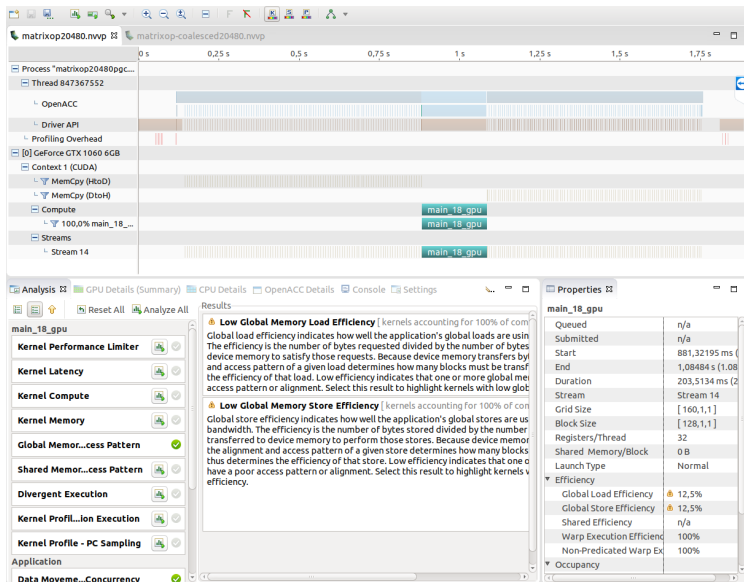 matrixop20480.nvvp
matrixop-coalesced20480.nvvp
0 s
0,25 s
0,5 s
0,75 s
1 s
1,25 s
1,5 s
1,75 s
Process "matrixop20480pgc...
Thread 847367552
OpenACC
Driver API
Profiling Overhead
[0] GeForce GTX 1060 6GB
Context 1 (CUDA)
MemCpy (HtoD)
MemCpy (DtoH)
Compute
main_18_gpu
100,0% main_18_...
main_18_gpu
Streams
Stream 14
main_18_gpu
Analysis
GPU Details (Summary)
CPU Details
OpenACC Details
Console
Settings
Reset All
Analyze All
main_18_gpu
Kernel Performance Limiter
Kernel Latency
Kernel Compute
Kernel Memory
Global Memor...cess Pattern
Shared Memor...cess Pattern
Divergent Execution
Kernel Profil...ion Execution
Kernel Profile - PC Sampling
Application
Data Moveme...Concurrency
Results
Low Global Memory Load Efficiency [ kernels accounting for 100% of com
Global load efficiency indicates how well the application's global loads are usin
The efficiency is the number of bytes requested divided by the number of bytes
device memory to satisfy those requests. Because device memory transfers byt
and access pattern of a given load determines how many blocks must be transf
the efficiency of that load. Low efficiency indicates that one or more global mer
access pattern or alignment. Select this result to highlight kernels with low glob
Low Global Memory Store Efficiency [ kernels accounting for 100% of con
Global store efficiency indicates how well the application's global stores are us
bandwidth. The efficiency is the number of bytes stored divided by the number
transferred to device memory to perform those stores. Because device memor
the alignment and access pattern of a given store determines how many blocks
thus determines the efficiency of that store. Low efficiency indicates that one o
have a poor access pattern or alignment. Select this result to highlight kernels v
efficiency.
Properties
main_18_gpu
Queued n/a
Submitted n/a
Start 881,32195 ms (
End 1,08484 s (1.08
Duration 203,5134 ms (2
Stream Stream 14
Grid Size [ 160,1,1 ]
Block Size [ 128,1,1 ]
Registers/Thread 32
Shared Memory/Block 0 B
Launch Type Normal
Efficiency
Global Load Efficiency 12,5%
Global Store Efficiency 12,5%
Shared Efficiency n/a
Warp Execution Efficienc 100%
Non-Predicated Warp Ex 100%
Occupancy